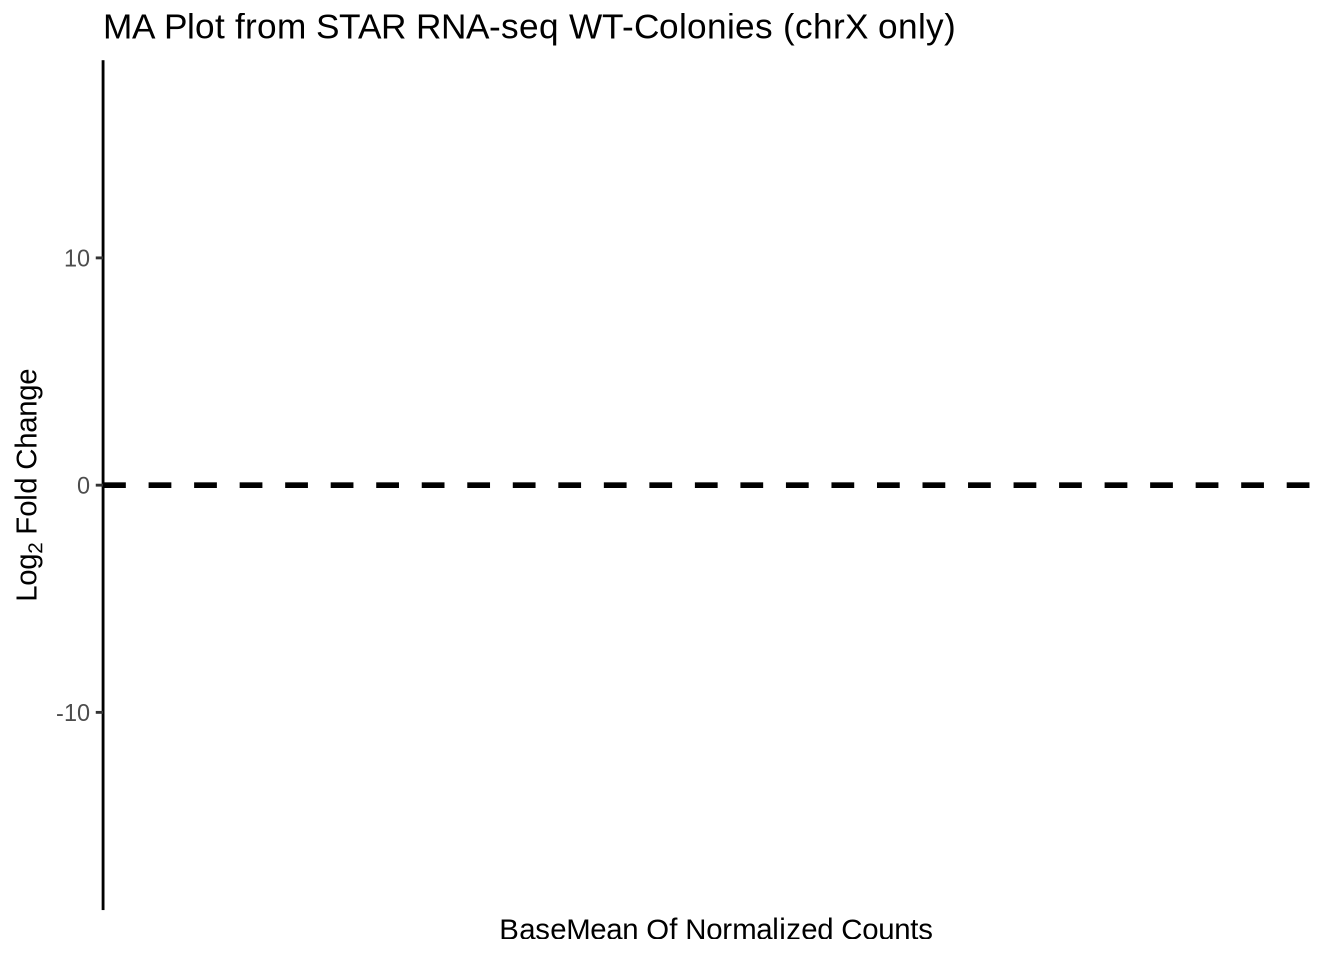 MA Plot from STAR RNA-seq WT-Colonies (chrX only)
10
0
-10
Log₂ Fold Change
BaseMean Of Normalized Counts